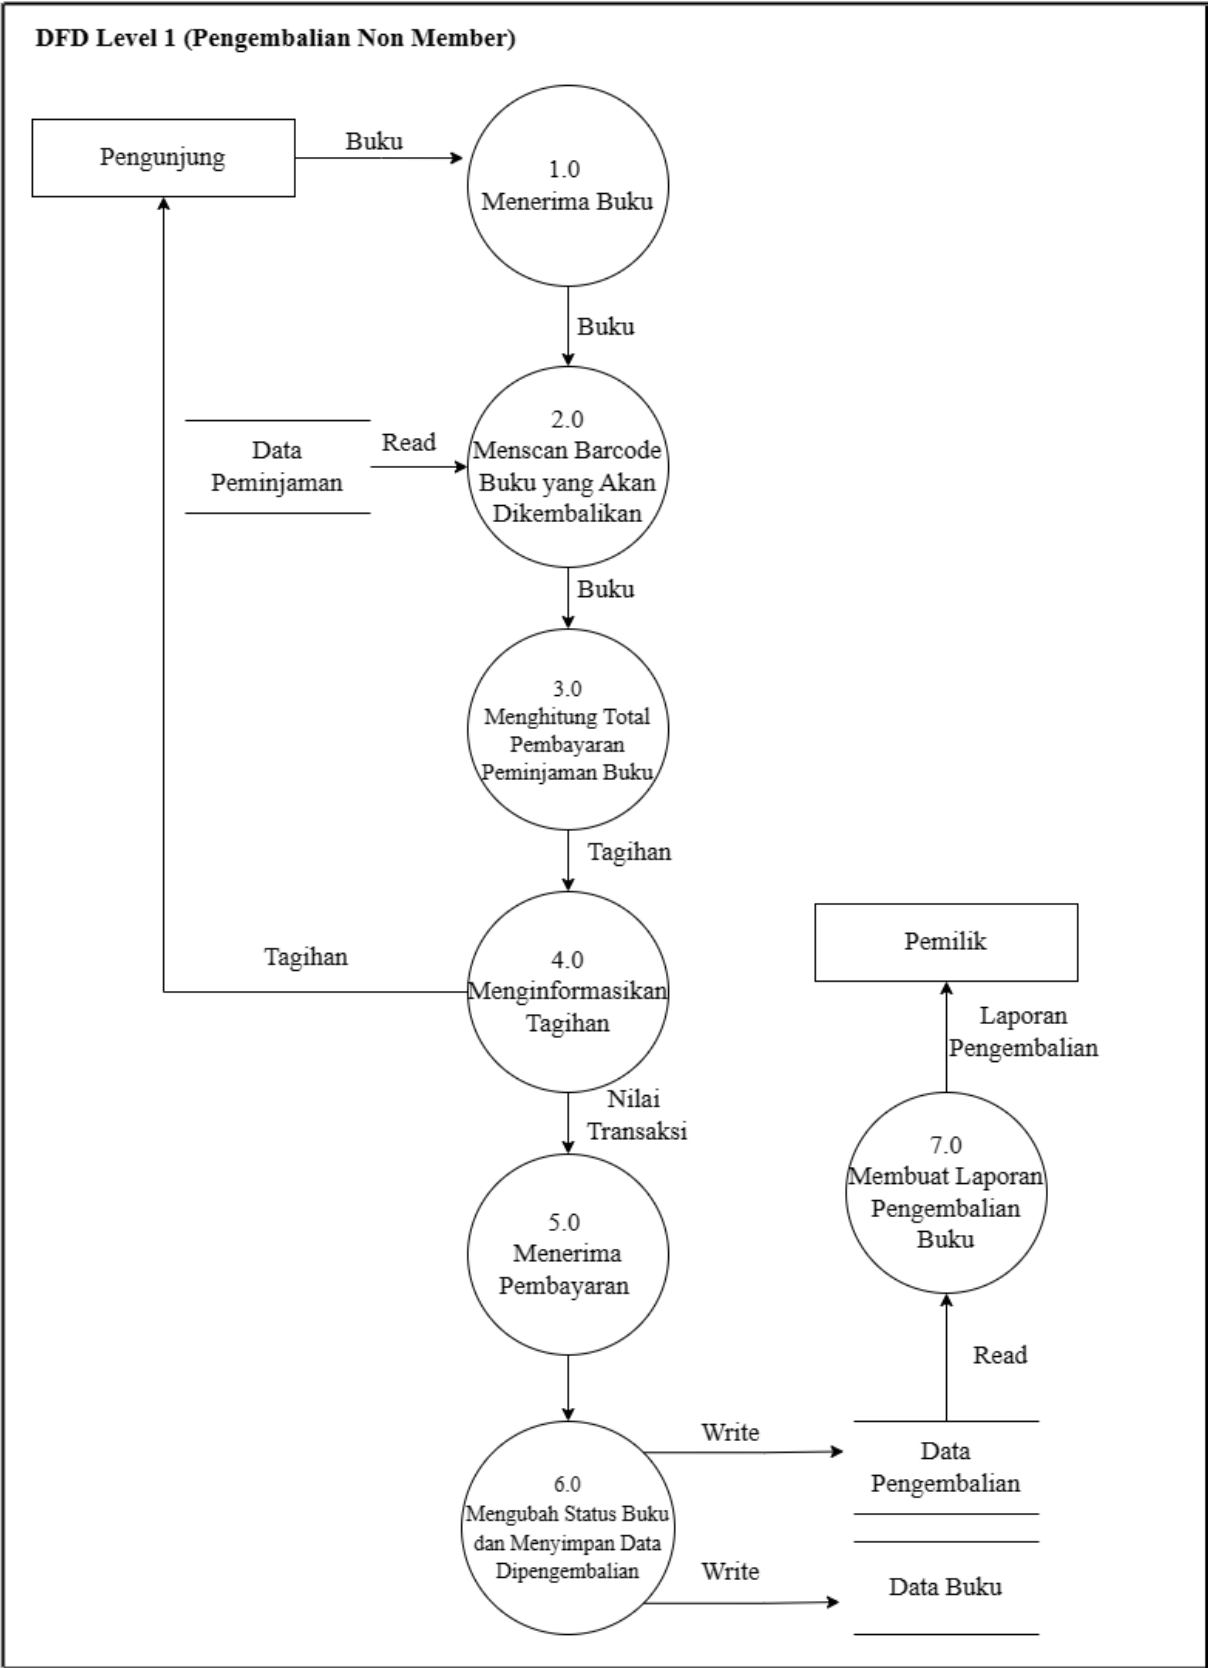 DFD Level 1 (Pengembalian Non Member)
Pengunjung
Buku
1.0
Menerima Buku
Buku
Data
Peminjaman
Read
2.0
Menscan Barcode
Buku yang Akan
Dikembalikan
Buku
3.0
Menghitung Total
Pembayaran
Peminjaman Buku
Tagihan
Tagihan
4.0
Menginformasikan
Tagihan
Pemilik
Laporan
Pengembalian
Nilai
Transaksi
7.0
Membuat Laporan
Pengembalian
Buku
5.0
Menerima
Pembayaran
Read
Write
Data
Pengembalian
6.0
Mengubah Status Buku
dan Menyimpan Data
Dipengembalian
Write
Data Buku